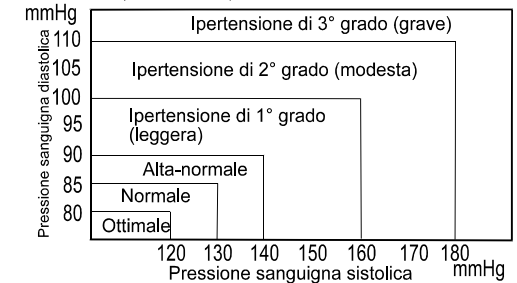 mmHg
Ipertensione di 3° grado (grave)
110
Ipertensione di 2° grado (modesta)
105
100
Ipertensione di 1° grado
(leggera)
95
90
Alta-normale
85
Normale
80
Ottimale
Pressione sanguigna diastolica
120 130 140 150 160 170 180
mmHg
Pressione sanguigna sistolica